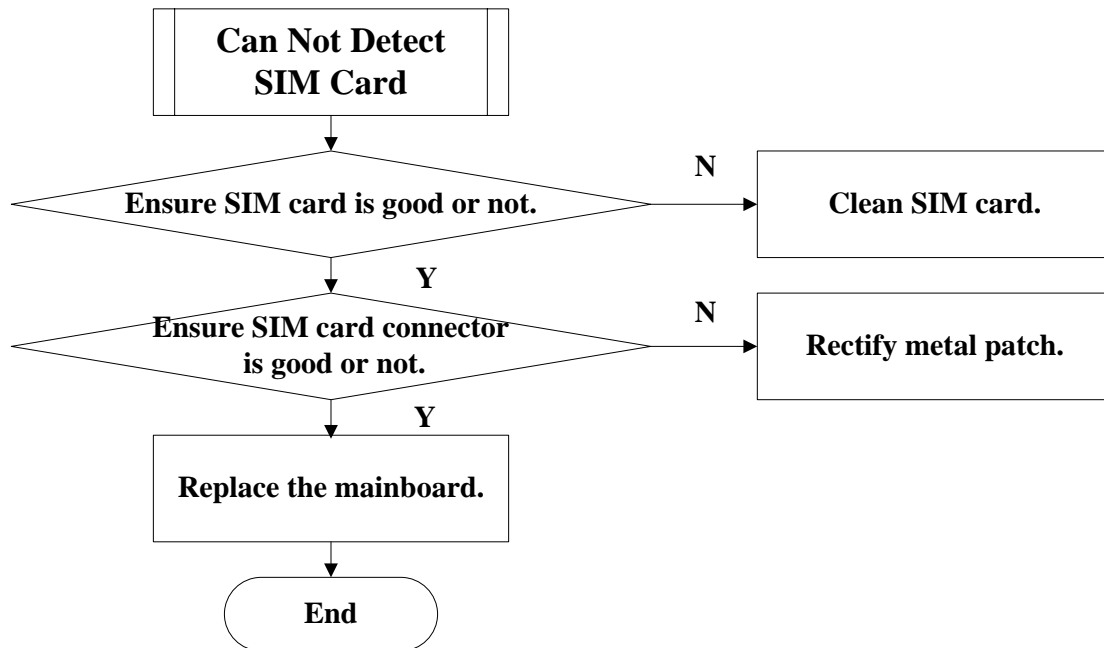 Can Not Detect
SIM Card
Ensure SIM card is good or not.
N
Clean SIM card.
Y
Ensure SIM card connector
is good or not.
N
Rectify metal patch.
Y
Replace the mainboard.
End